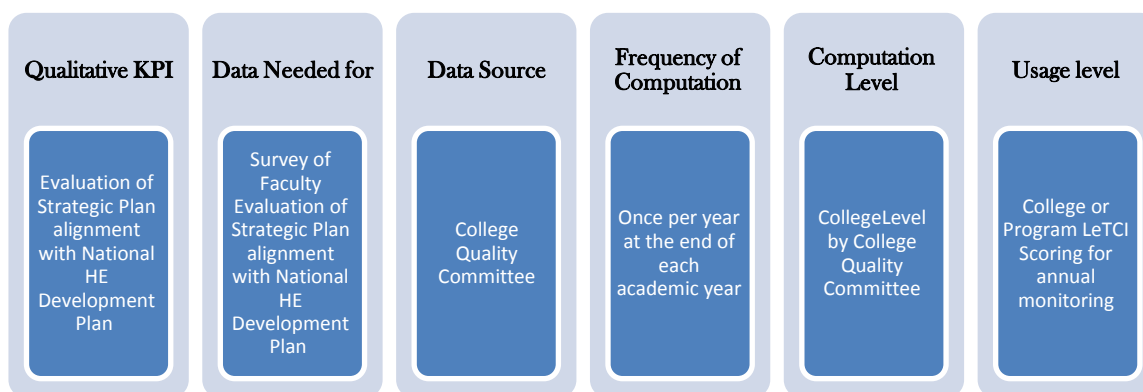 Qualitative KPI
Evaluation of
Strategic Plan
alignment
with National
HE
Development
Plan
Data Needed for
Survey of
Faculty
Evaluation of
Strategic Plan
alignment
with National
HE
Development
Plan
Data Source
College
Quality
Committee
Frequency of
Computation
Once per year
at the end of
each
academic year
Computation
Level
CollegeLevel
by College
Quality
Committee
Usage level
College or
Program LeTCI
Scoring for
annual
monitoring